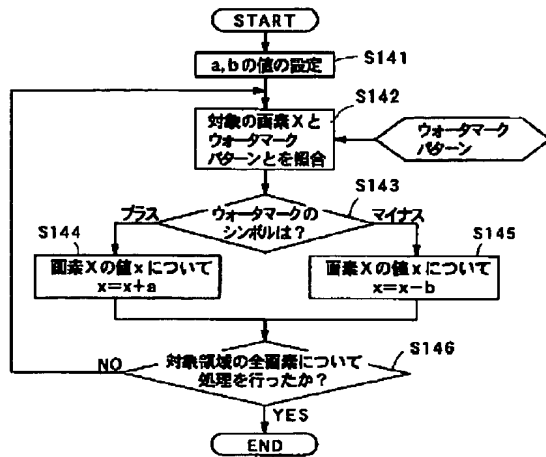 START
a,bの値の設定
S141
S142
対象の画素Xと
ウォータマーク
パターンとを照合
ウォータマーク
パターン
S143
プラス
ウォータマークの
シンボルは?
マイナス
S144
画素Xの値xについて
x=x+a
S145
画素Xの値xについて
x=x−b
S146
NO
対象領域の全画素について
処理を行ったか?
YES
END